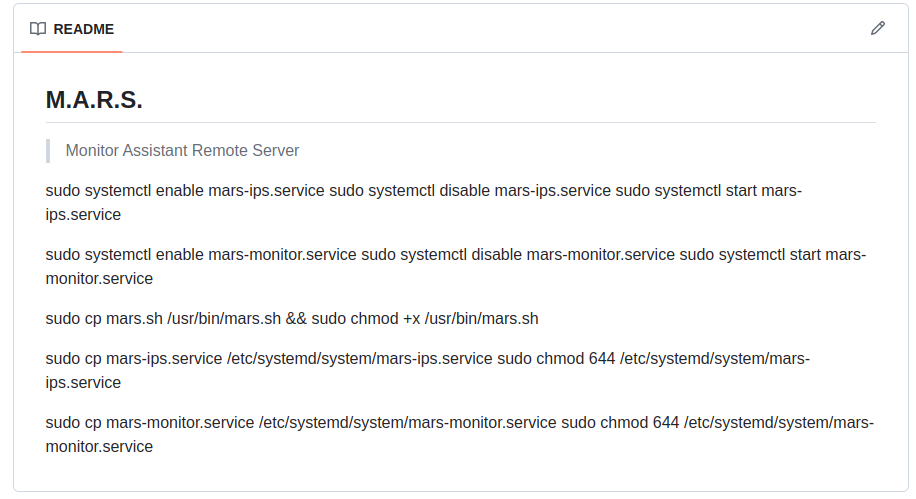 README
M.A.R.S.
Monitor Assistant Remote Server
sudo systemctl enable mars-ips.service sudo systemctl disable mars-ips.service sudo systemctl start mars-
ips.service
sudo systemctl enable mars-monitor.service sudo systemctl disable mars-monitor.service sudo systemctl start mars-
monitor.service
sudo cp mars.sh /usr/bin/mars.sh && sudo chmod +x /usr/bin/mars.sh
sudo cp mars-ips.service /etc/systemd/system/mars-ips.service sudo chmod 644 /etc/systemd/system/mars-
ips.service
sudo cp mars-monitor.service /etc/systemd/system/mars-monitor.service sudo chmod 644 /etc/systemd/system/mars-
monitor.service